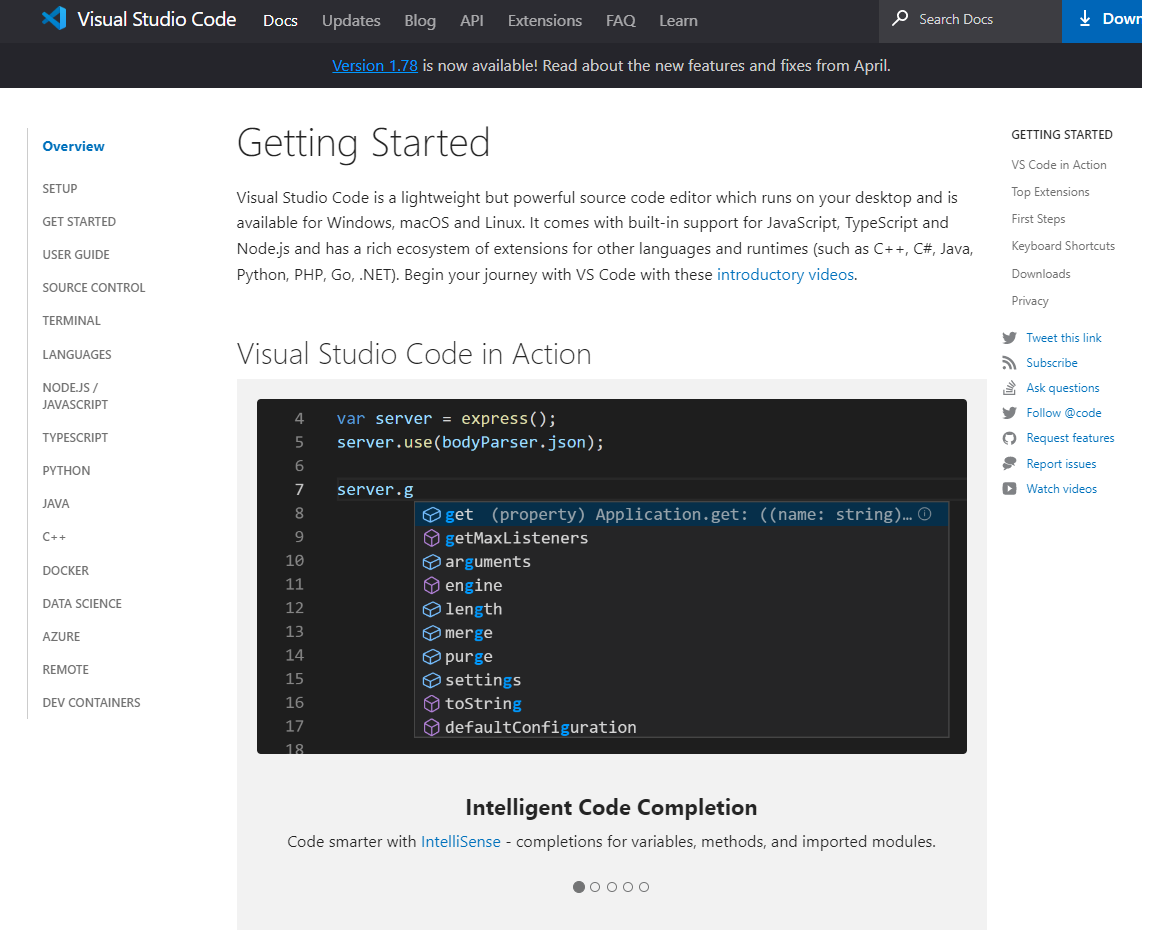 Visual Studio Code Docs Updates Blog API Extensions FAQ Learn Search Docs Down
Version 1.78 is now available! Read about the new features and fixes from April.
Overview
SETUP
GET STARTED
USER GUIDE
SOURCE CONTROL
TERMINAL
LANGUAGES
NODE.JS /
JAVASCRIPT
TYPESCRIPT
PYTHON
JAVA
C++
DOCKER
DATA SCIENCE
AZURE
REMOTE
DEV CONTAINERS
Getting Started
Visual Studio Code is a lightweight but powerful source code editor which runs on your desktop and is
available for Windows, macOS and Linux. It comes with built-in support for JavaScript, TypeScript and
Node.js and has a rich ecosystem of extensions for other languages and runtimes (such as C++, C#, Java,
Python, PHP, Go, .NET). Begin your journey with VS Code with these introductory videos.
Visual Studio Code in Action
4 var server = express();
5 server.use(bodyParser.json);
6
7 server.g
8 get (property) Application.get: ((name: string)…
9 getMaxListeners
10 arguments
11 engine
12 length
13 merge
14 purge
15 settings
16 toString
17 defaultConfiguration
18
Intelligent Code Completion
Code smarter with IntelliSense - completions for variables, methods, and imported modules.
GETTING STARTED
VS Code in Action
Top Extensions
First Steps
Keyboard Shortcuts
Downloads
Privacy
Tweet this link
Subscribe
Ask questions
Follow @code
Request features
Report issues
Watch videos